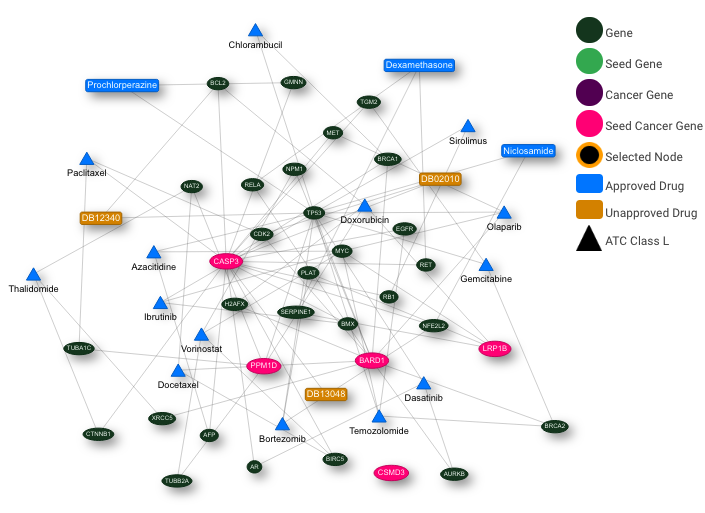 Chlorambucil
Dexamethasone
Prochlorperazine
BCL2
GMNN
TGM2
MET
Sirolimus
Niclosamide
BRCA1
Paclitaxel
NAT2
RELA
NPM1
DB02010
DB12340
TP53
Doxorubicin
Olaparib
CDK2
EGFR
Azacitidine
MYC
CASP3
PLAT
RET
Gemcitabine
Thalidomide
Ibrutinib
H2AFX
SERPINE1
RB1
BMX
NFE2L2
Vorinostat
TUBA1C
LRP1B
Docetaxel
PPM1D
BARD1
DB13048
Dasatinib
XRCC5
CTNNB1
AFP
Bortezomib
Temozolomide
BRCA2
TUBB2A
AR
BIRC5
CSMD3
AURKB
Gene
Seed Gene
Cancer Gene
Seed Cancer Gene
Selected Node
Approved Drug
Unapproved Drug
ATC Class L